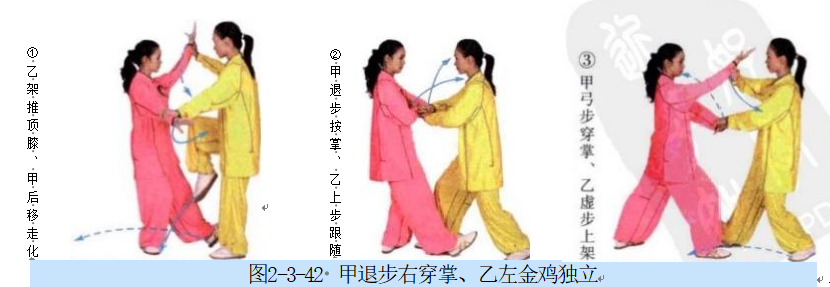 ①乙架推顶膝、甲后移走化
②甲退步按掌、乙上步跟随
③甲弓步穿掌、乙虚步上架
图2-3-42 甲退步右穿掌、乙左金鸡独立